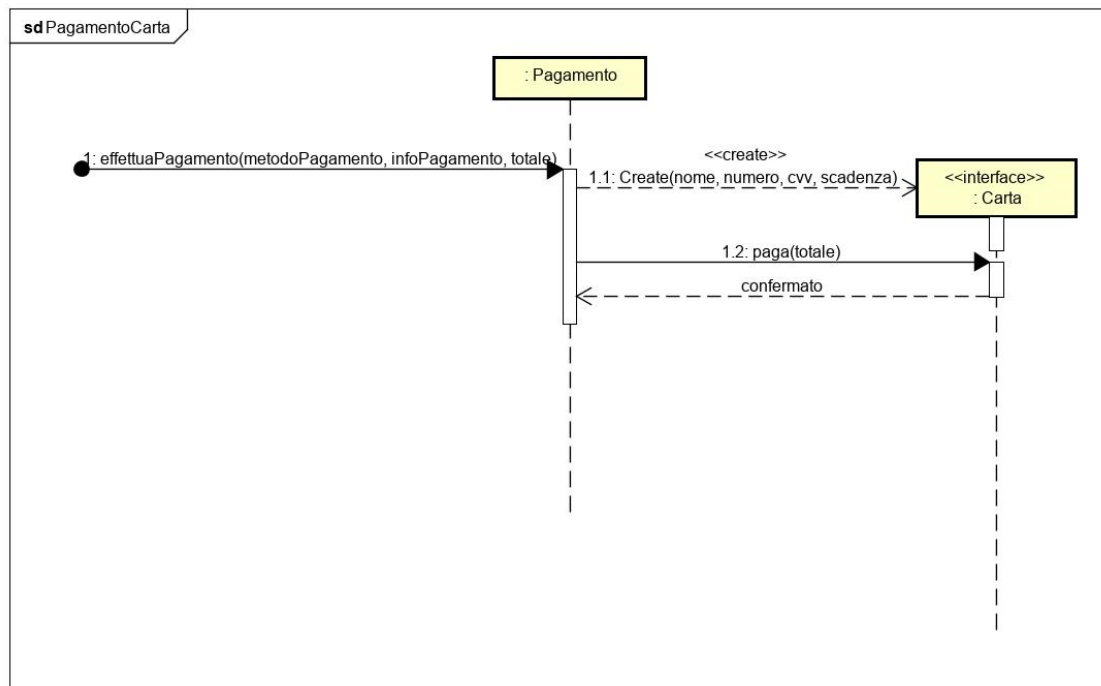 sd PagamentoCarta
: Pagamento
1: effettuaPagamento(metodoPagamento, infoPagamento, totale)
<<create>>
1.1: Create(nome, numero, cvv, scadenza)
<<interface>>
: Carta
1.2: paga(totale)
confermato